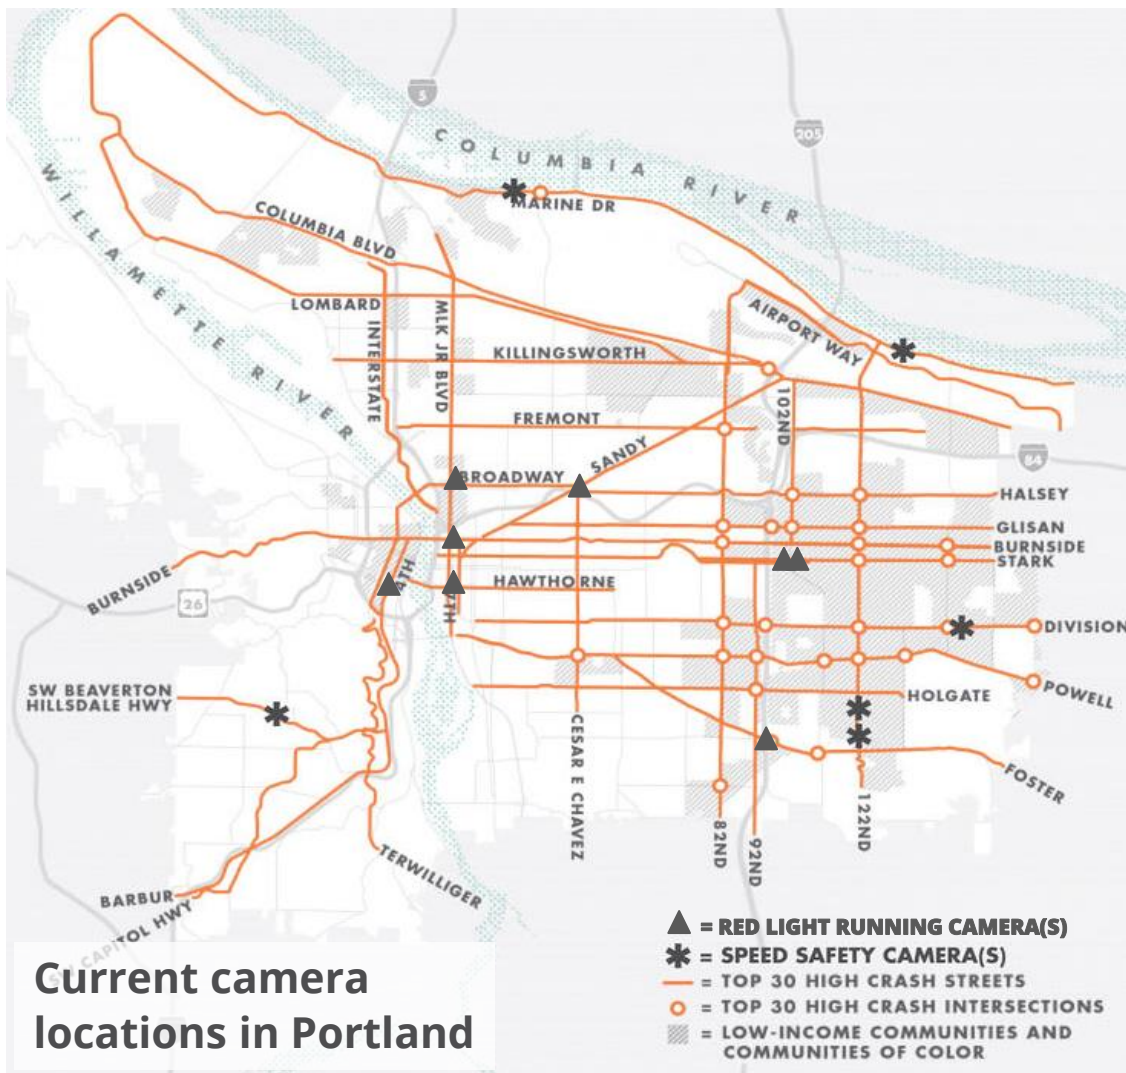 5
205
COLUMBIA RIVER
WILLAMETTE RIVER
MARINE DR
COLUMBIA BLVD
LOMBARD
INTERSTATE
MLK JR BLVD
AIRPORT WAY
KILLINGSWORTH
102ND
FREMONT
SANDY
84
BROADWAY
HALSEY
GLISAN
BURNSIDE
STARK
BURNSIDE
26
4TH
7TH
HAWTHORNE
DIVISION
SW BEAVERTON
HILLSDALE HWY
HOLGATE
POWELL
CESAR E CHAVEZ
FOSTER
82ND
92ND
122ND
TERWILLIGER
BARBUR
SW CAPITOL HWY
Current camera
locations in Portland
= RED LIGHT RUNNING CAMERA(S)
= SPEED SAFETY CAMERA(S)
= TOP 30 HIGH CRASH STREETS
= TOP 30 HIGH CRASH INTERSECTIONS
= LOW-INCOME COMMUNITIES AND
COMMUNITIES OF COLOR